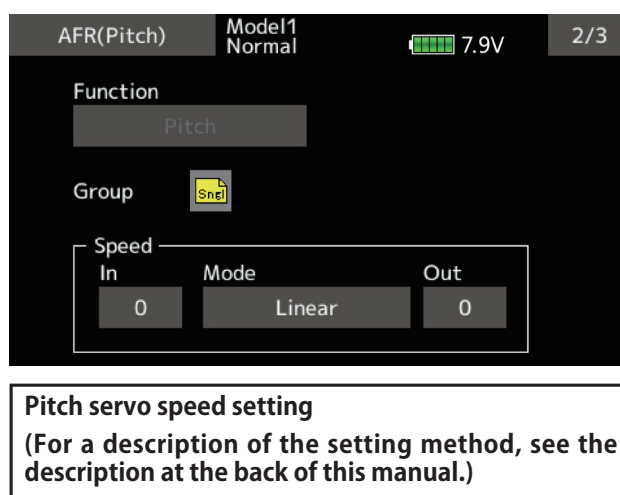 AFR(Pitch)
Model1
Normal
7.9V
2/3
Function
Pitch
Group
Sngl
Speed
In
Mode
Out
0
Linear
0
Pitch servo speed setting
(For a description of the setting method, see the
description at the back of this manual.)